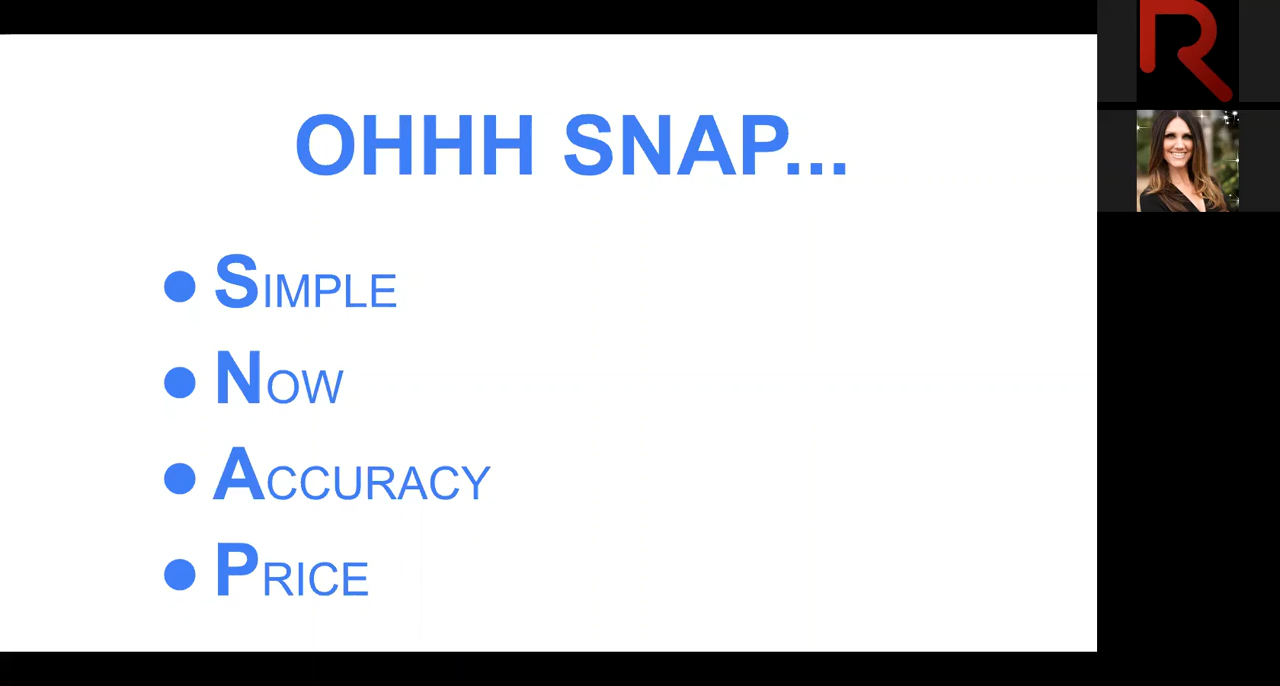 OHHH SNAP...
● SIMPLE
● NOW
● ACCURACY
● PRICE
R